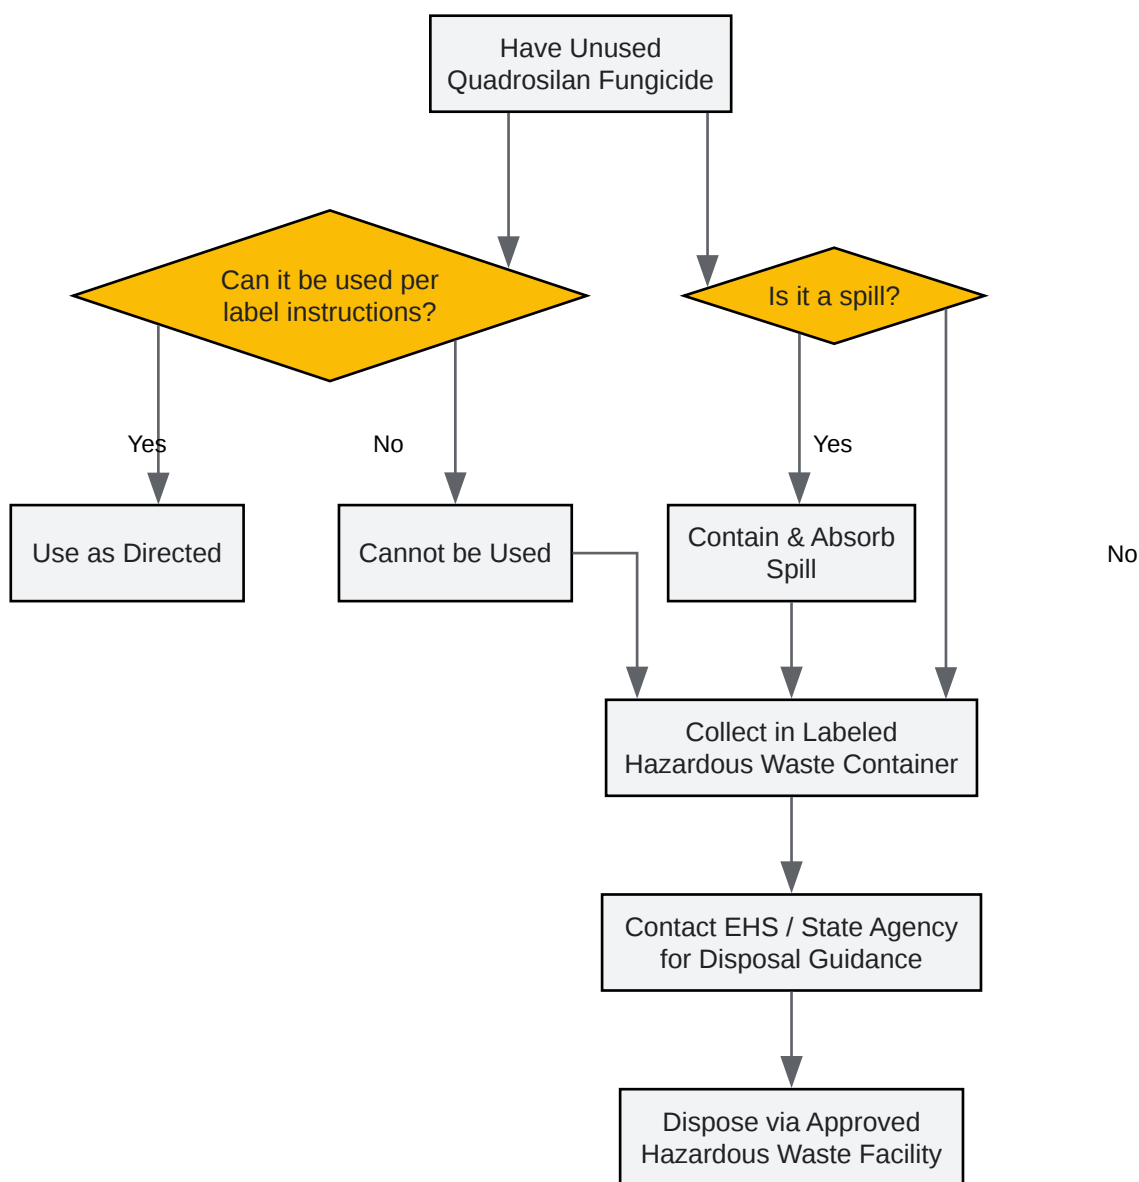 Have Unused
Quadrosilan Fungicide
Can it be used per
label instructions?
Is it a spill?
Yes
No
Yes
Use as Directed
Cannot be Used
Contain & Absorb
Spill
No
Collect in Labeled
Hazardous Waste Container
Contact EHS / State Agency
for Disposal Guidance
Dispose via Approved
Hazardous Waste Facility